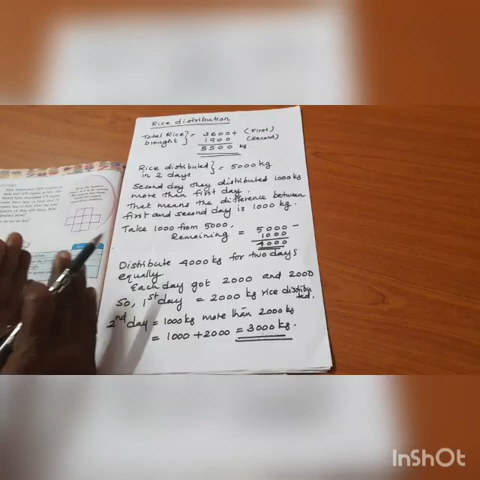 Rice distribution
Total Rice } = 3600 + (First)
brought } 1900 (second)
5500 kg
Rice distributed } = 5000 kg
in 2 days
Second day they distributed 1000 kg
more than first day.
That means the difference between
first and second day is 1000 kg.
Take 1000 from 5000,
Remaining = 5000 -
1000
4000
Distribute 4000 kg for two days
equally
Each day got 2000 and 2000
So, 1st day = 2000 kg rice distributed.
2nd day = 1000 kg more than 2000 kg
= 1000 + 2000 = 3000 kg.
InShOt